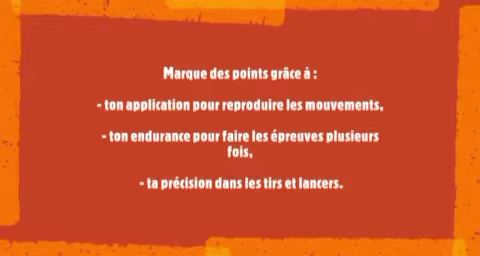 Marque des points grâce à :
- ton application pour reproduire les mouvements,
- ton endurance pour faire les épreuves plusieurs
fois,
- ta précision dans les tirs et lancers.